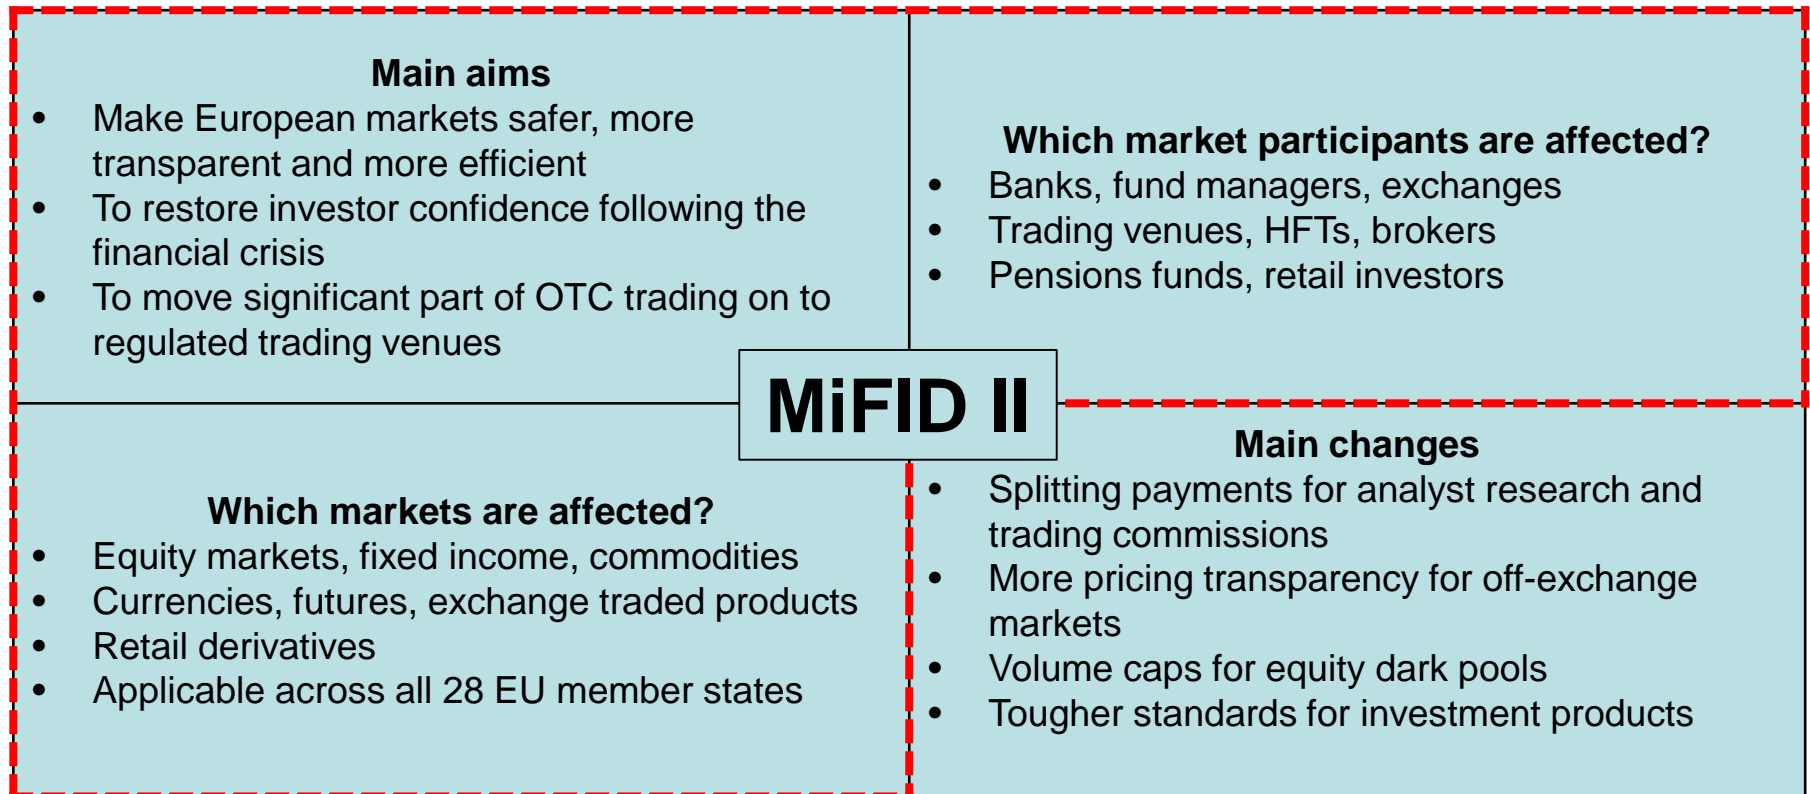 Main aims
• Make European markets safer, more
transparent and more efficient
• To restore investor confidence following the
financial crisis
• To move significant part of OTC trading on to
regulated trading venues
Which market participants are affected?
• Banks, fund managers, exchanges
• Trading venues, HFTs, brokers
• Pensions funds, retail investors
MiFID II
Which markets are affected?
• Equity markets, fixed income, commodities
• Currencies, futures, exchange traded products
• Retail derivatives
• Applicable across all 28 EU member states
Main changes
• Splitting payments for analyst research and
trading commissions
• More pricing transparency for off-exchange
markets
• Volume caps for equity dark pools
• Tougher standards for investment products